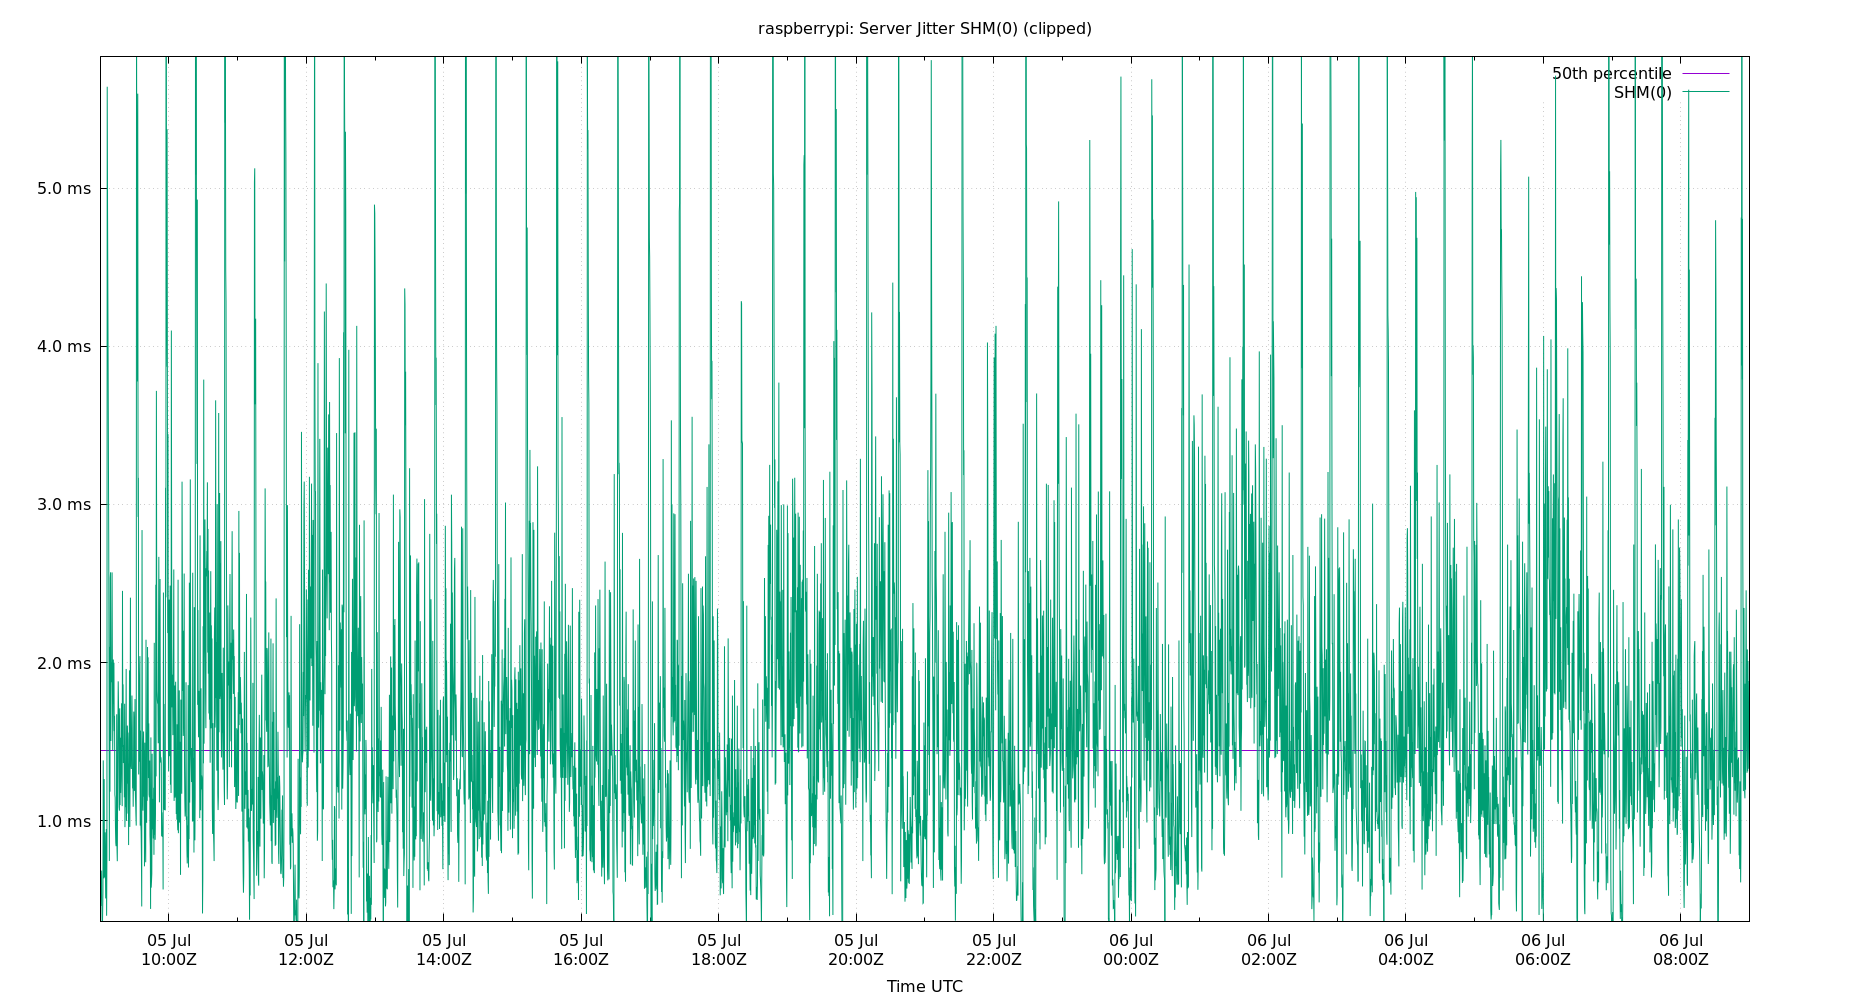 raspberrypi: Server Jitter SHM(0) (clipped)
50th percentile
SHM(0)
5.0 ms
4.0 ms
3.0 ms
2.0 ms
1.0 ms
05 Jul 05 Jul 05 Jul 05 Jul 05 Jul 05 Jul 05 Jul 06 Jul 06 Jul 06 Jul 06 Jul 06 Jul
10:00Z 12:00Z 14:00Z 16:00Z 18:00Z 20:00Z 22:00Z 00:00Z 02:00Z 04:00Z 06:00Z 08:00Z
Time UTC